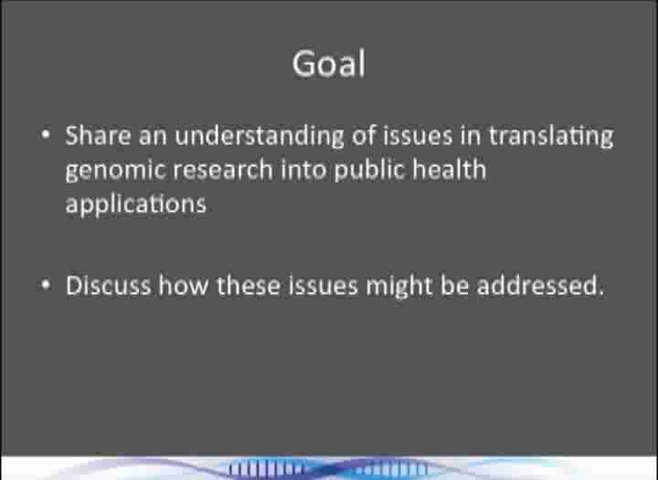 Goal
• Share an understanding of issues in translating
genomic research into public health
applications
• Discuss how these issues might be addressed.